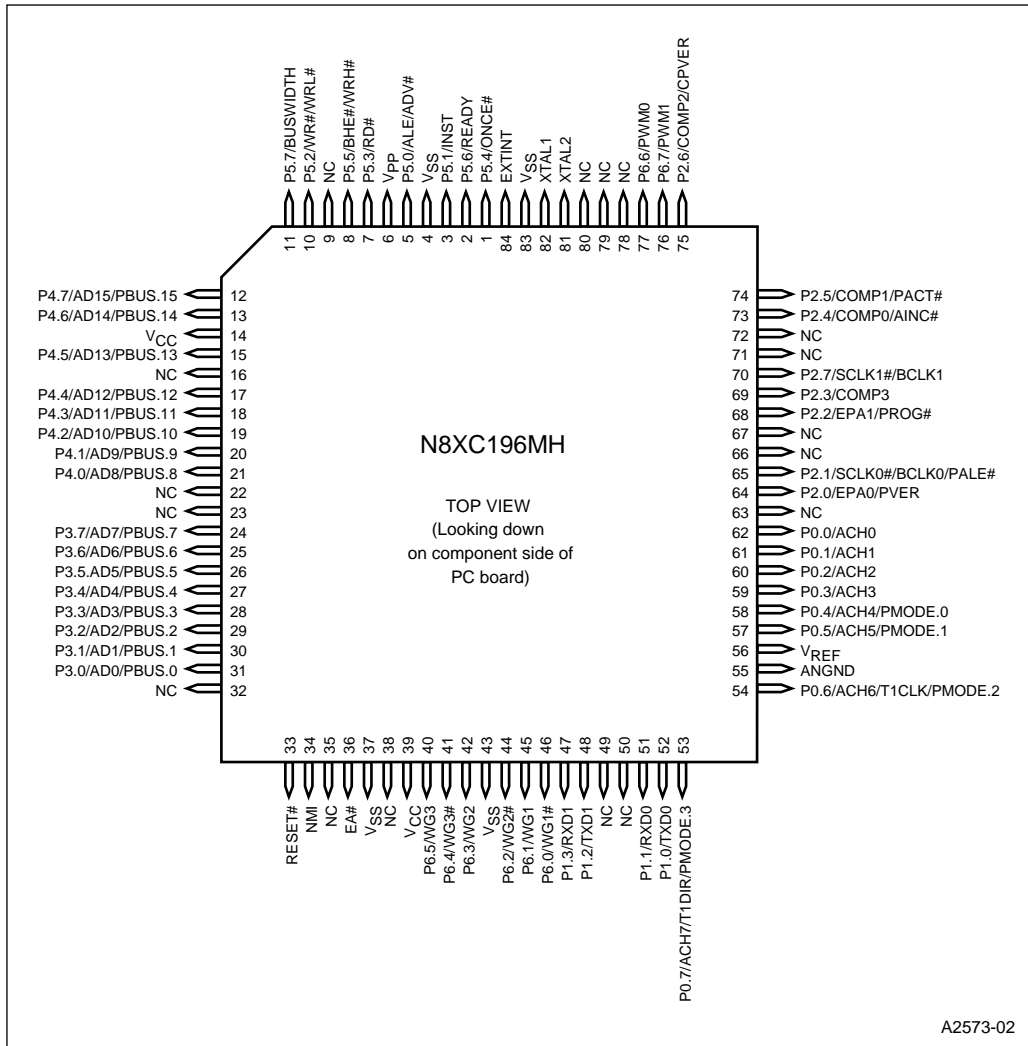 P5.7/BUSWIDTH
P5.2/WR#/WRL#
NC
P5.5/BHE#/WRH#
P5.3/RD#
VPP
P5.0/ALE/ADV#
VSS
P5.1/INST
P5.6/READY
P5.4/ONCE#
EXTINT
VSS
XTAL1
XTAL2
NC
NC
NC
P6.6/PWM0
P6.7/PWM1
P2.6/COMP2/CPVER
11 10 9 8 7 6 5 4 3 2 1 84 83 82 81 80 79 78 77 76 75
P4.7/AD15/PBUS.15 12
P4.6/AD14/PBUS.14 13
VCC 14
P4.5/AD13/PBUS.13 15
NC 16
P4.4/AD12/PBUS.12 17
P4.3/AD11/PBUS.11 18
P4.2/AD10/PBUS.10 19
P4.1/AD9/PBUS.9 20
P4.0/AD8/PBUS.8 21
NC 22
NC 23
P3.7/AD7/PBUS.7 24
P3.6/AD6/PBUS.6 25
P3.5.AD5/PBUS.5 26
P3.4/AD4/PBUS.4 27
P3.3/AD3/PBUS.3 28
P3.2/AD2/PBUS.2 29
P3.1/AD1/PBUS.1 30
P3.0/AD0/PBUS.0 31
NC 32
N8XC196MH
TOP VIEW
(Looking down
on component side of
PC board)
74 P2.5/COMP1/PACT#
73 P2.4/COMP0/AINC#
72 NC
71 NC
70 P2.7/SCLK1#/BCLK1
69 P2.3/COMP3
68 P2.2/EPA1/PROG#
67 NC
66 NC
65 P2.1/SCLK0#/BCLK0/PALE#
64 P2.0/EPA0/PVER
63 NC
62 P0.0/ACH0
61 P0.1/ACH1
60 P0.2/ACH2
59 P0.3/ACH3
58 P0.4/ACH4/PMODE.0
57 P0.5/ACH5/PMODE.1
56 VREF
55 ANGND
54 P0.6/ACH6/T1CLK/PMODE.2
33 34 35 36 37 38 39 40 41 42 43 44 45 46 47 48 49 50 51 52 53
RESET#
NMI
NC
EA#
VSS
NC
VCC
P6.5/WG3
P6.4/WG3#
P6.3/WG2
VSS
P6.2/WG2#
P6.1/WG1
P6.0/WG1#
P1.3/RXD1
P1.2/TXD1
NC
NC
P1.1/RXD0
P1.0/TXD0
P0.7/ACH7/T1DIR/PMODE.3
A2573-02